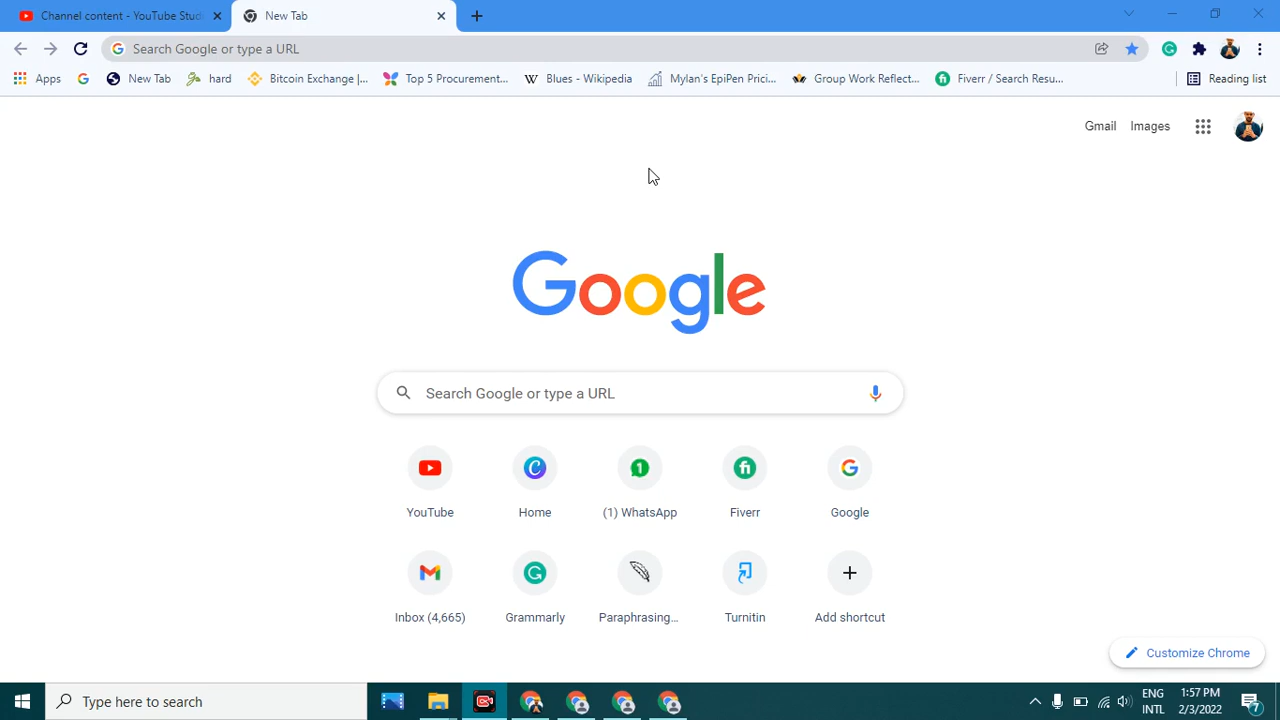 Channel content - YouTube Stud
New Tab
Search Google or type a URL
Apps
New Tab
hard
Bitcoin Exchange |...
Top 5 Procurement...
Blues - Wikipedia
Mylan's EpiPen Prici...
Group Work Reflect...
Fiverr / Search Resu...
Reading list
Gmail
Images
Google
Search Google or type a URL
YouTube
Home
(1) WhatsApp
Fiverr
Google
Inbox (4,665)
Grammarly
Paraphrasing...
Turnitin
Add shortcut
Customize Chrome
Type here to search
ENG
INTL
1:57 PM
2/3/2022
7